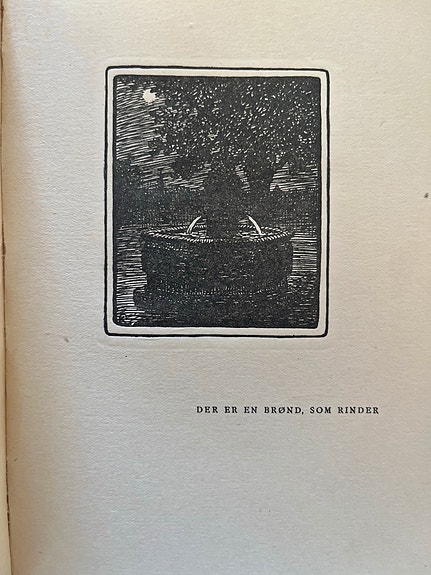 DER ER EN BRØND, SOM RINDER